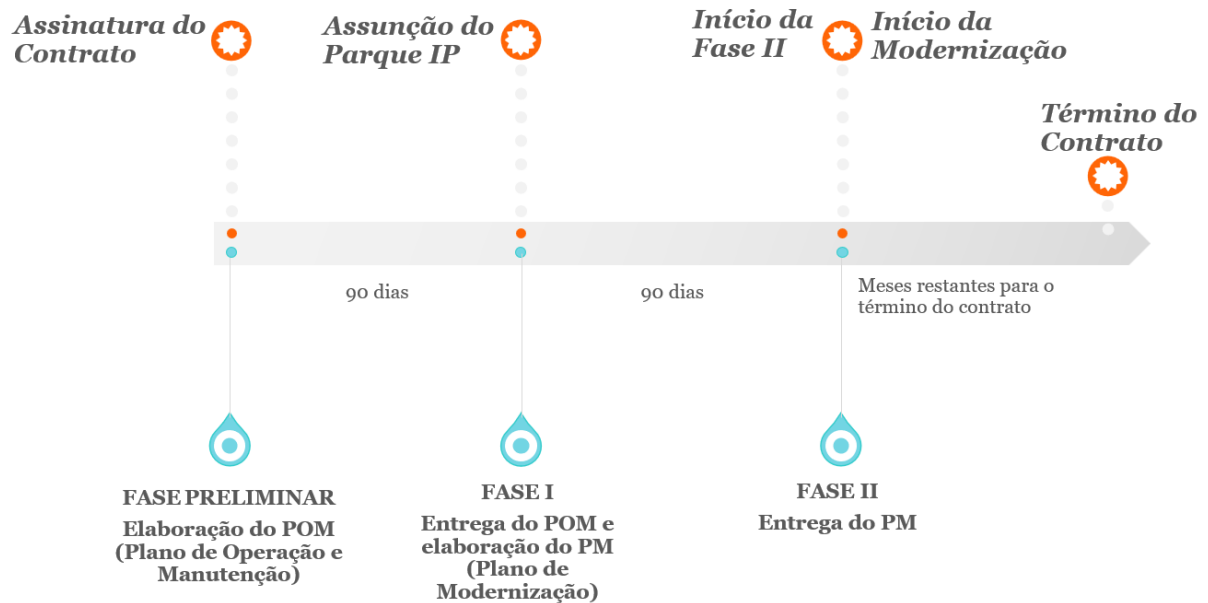 Assinatura do
Contrato
Assunção do
Parque IP
Início da
Fase II
Início da
Modernização
Término do
Contrato
90 dias
90 dias
Meses restantes para o
término do contrato
FASE PRELIMINAR
Elaboração do POM
(Plano de Operação e
Manutenção)
FASE I
Entrega do POM e
elaboração do PM
(Plano de
Modernização)
FASE II
Entrega do PM